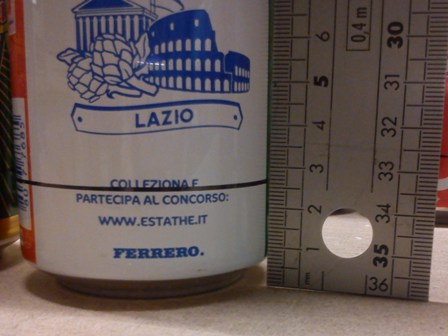 LAZIO
COLLEZIONA E
PARTECIPA AL CONCORSO:
WWW.ESTATHE.IT
FERRERO.
0,4 m
6
5
4
3
2
1
30
31
32
33
34
35
36